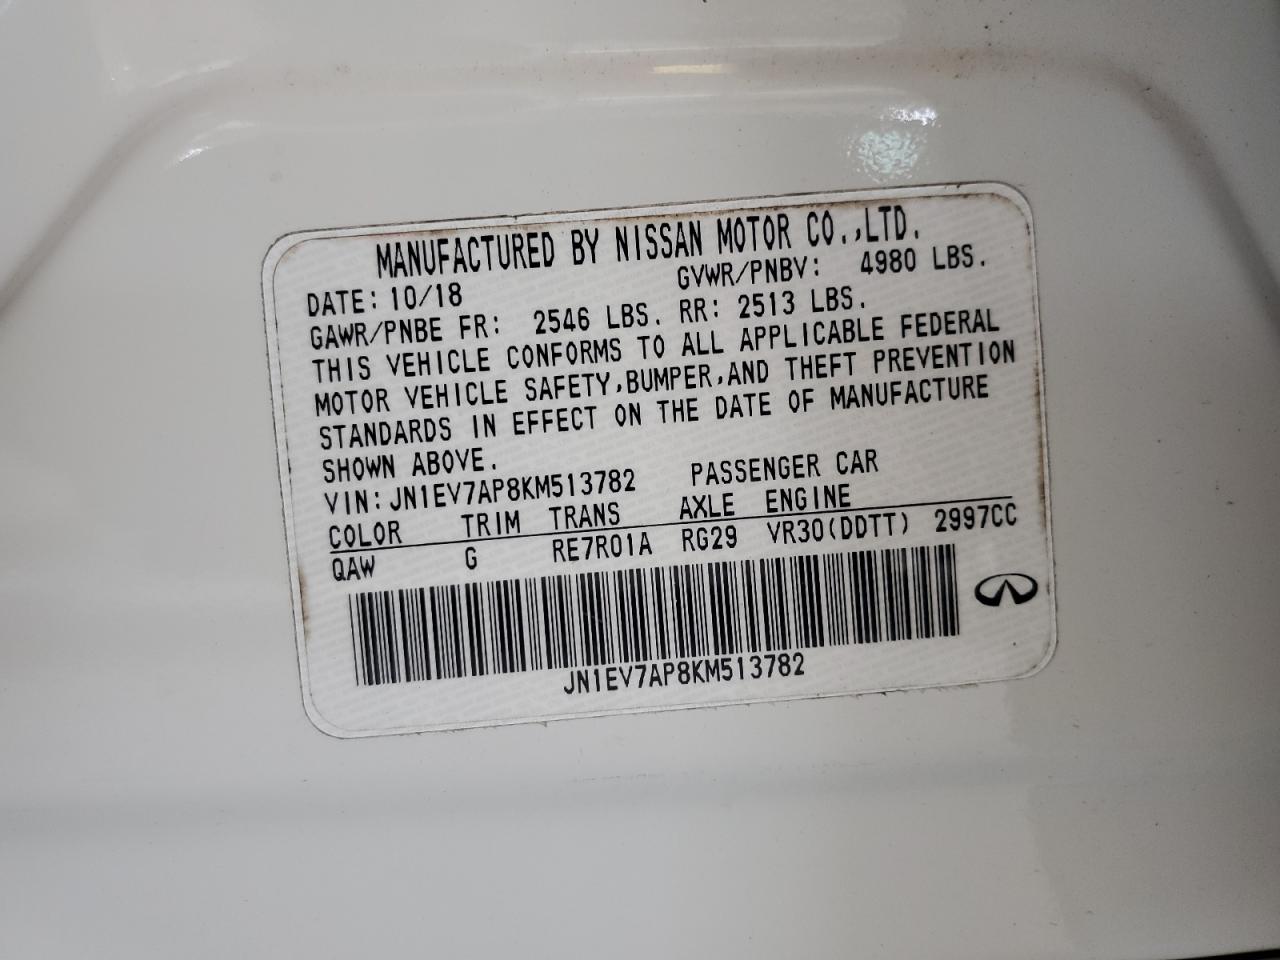 MANUFACTURED BY NISSAN MOTOR CO.,LTD.
DATE: 10/18 GVWR/PNBV: 4980 LBS.
GAWR/PNBE FR: 2546 LBS. RR: 2513 LBS.
THIS VEHICLE CONFORMS TO ALL APPLICABLE FEDERAL
MOTOR VEHICLE SAFETY,BUMPER,AND THEFT PREVENTION
STANDARDS IN EFFECT ON THE DATE OF MANUFACTURE
SHOWN ABOVE.
VIN: JN1EV7AP8KM513782 PASSENGER CAR
COLOR TRIM TRANS AXLE ENGINE
QAW G RE7R01A RG29 VR30(DDTT) 2997CC
JN1EV7AP8KM513782